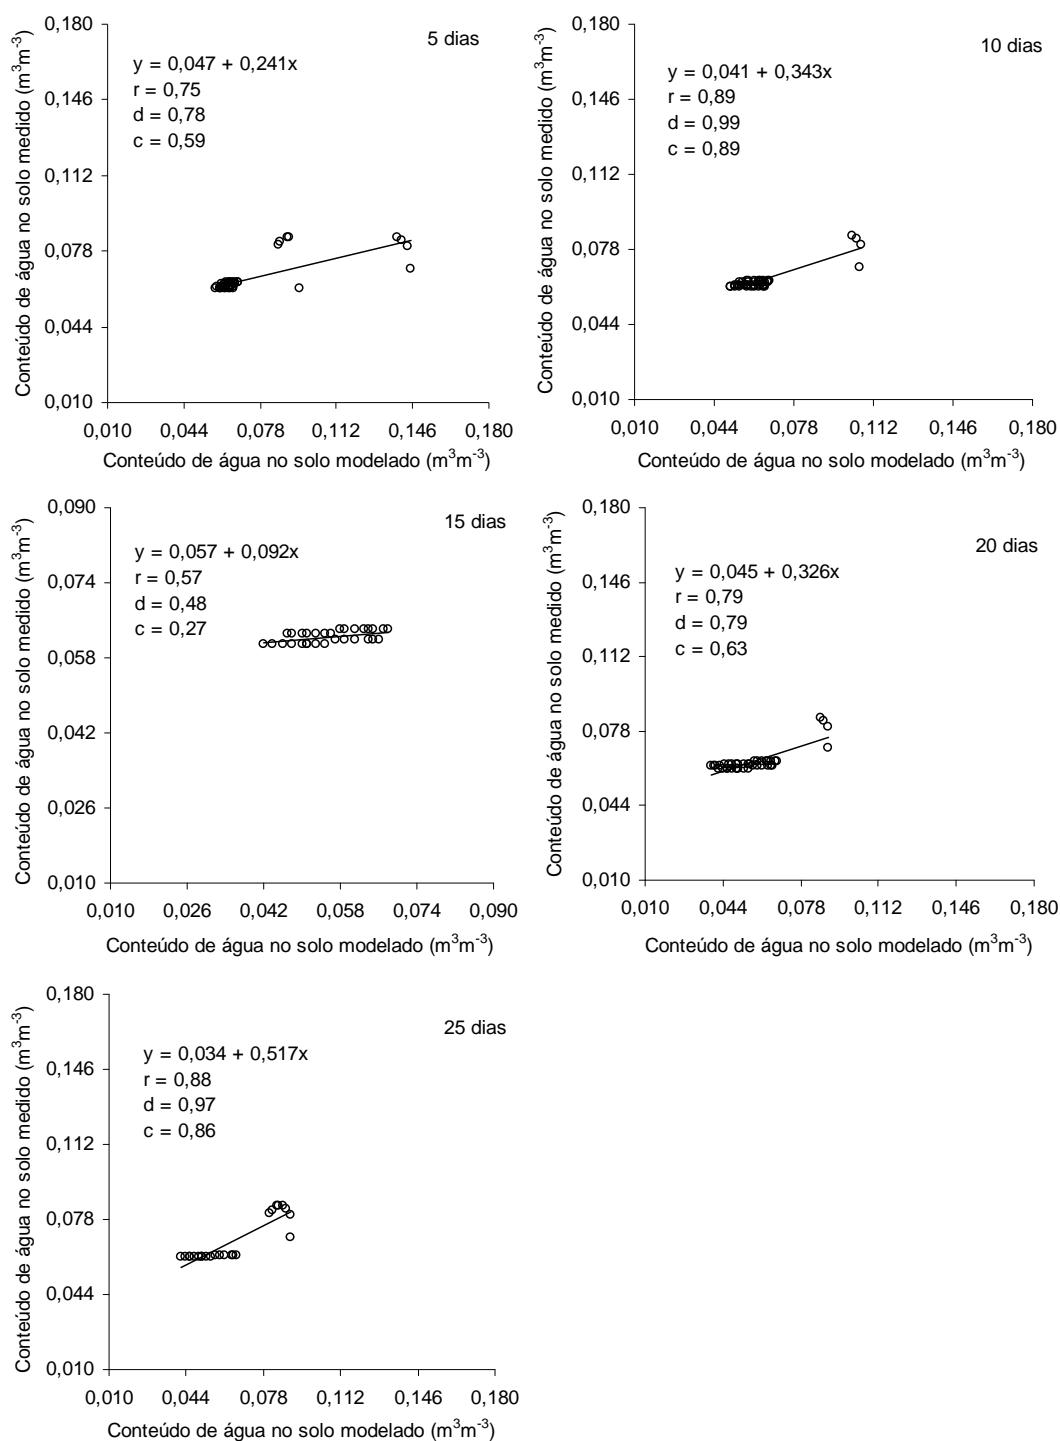 5 dias
y = 0,047 + 0,241x
r = 0,75
d = 0,78
c = 0,59
Conteúdo de água no solo medido (m³m⁻³)
0,180
0,146
0,112
0,078
0,044
0,010
0,010 0,044 0,078 0,112 0,146 0,180
Conteúdo de água no solo modelado (m³m⁻³)
10 dias
y = 0,041 + 0,343x
r = 0,89
d = 0,99
c = 0,89
Conteúdo de água no solo medido (m³m⁻³)
0,180
0,146
0,112
0,078
0,044
0,010
0,010 0,044 0,078 0,112 0,146 0,180
Conteúdo de água no solo modelado (m³m⁻³)
15 dias
y = 0,057 + 0,092x
r = 0,57
d = 0,48
c = 0,27
Conteúdo de água no solo medido (m³m⁻³)
0,090
0,074
0,058
0,042
0,026
0,010
0,010 0,026 0,042 0,058 0,074 0,090
Conteúdo de água no solo modelado (m³m⁻³)
20 dias
y = 0,045 + 0,326x
r = 0,79
d = 0,79
c = 0,63
Conteúdo de água no solo medido (m³m⁻³)
0,180
0,146
0,112
0,078
0,044
0,010
0,010 0,044 0,078 0,112 0,146 0,180
Conteúdo de água no solo modelado (m³m⁻³)
25 dias
y = 0,034 + 0,517x
r = 0,88
d = 0,97
c = 0,86
Conteúdo de água no solo medido (m³m⁻³)
0,180
0,146
0,112
0,078
0,044
0,010
0,010 0,044 0,078 0,112 0,146 0,180
Conteúdo de água no solo modelado (m³m⁻³)